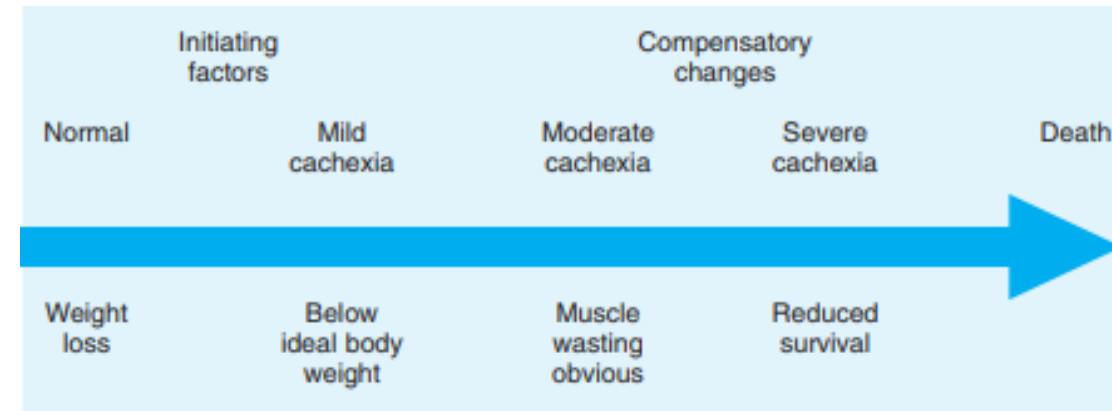 Initiating
factors
Compensatory
changes
Normal
Mild
cachexia
Moderate
cachexia
Severe
cachexia
Death
Weight
loss
Below
ideal body
weight
Muscle
wasting
obvious
Reduced
survival